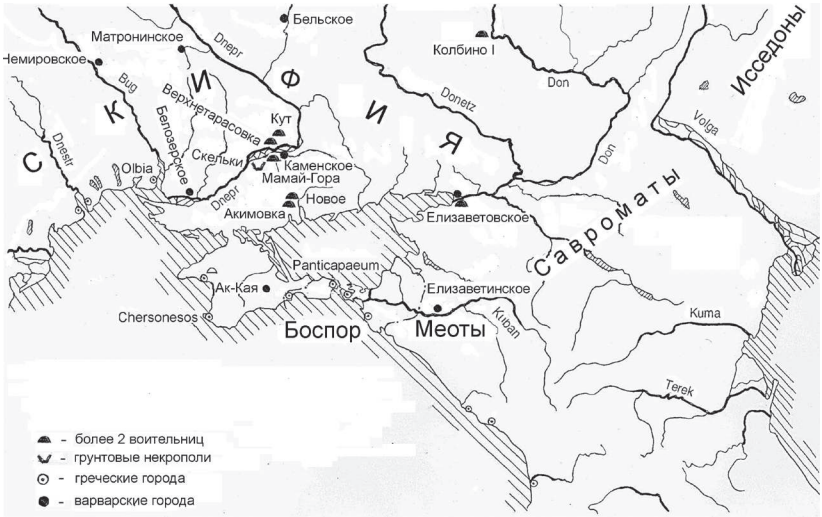 Бельское
Матронинское
Dnepr
Колбино I
Немировское
Bug
С К И Ф И Я
Don
Исседоны
Верхнетарасовка
Кут
Donetz
Volga
Белозерское
Dnestr
Скельки
Каменское
Don
Olbia
Мамай-Гора
Савроматы
Dnepr
Новое
Акимовка
Елизаветовское
Panticapaeum
Ак-Кая
Елизаветинское
Chersonesos
Боспор
Меоты
Kuban
Kuma
Terek
- более 2 воительниц
- грунтовые некрополи
- греческие города
- варварские города